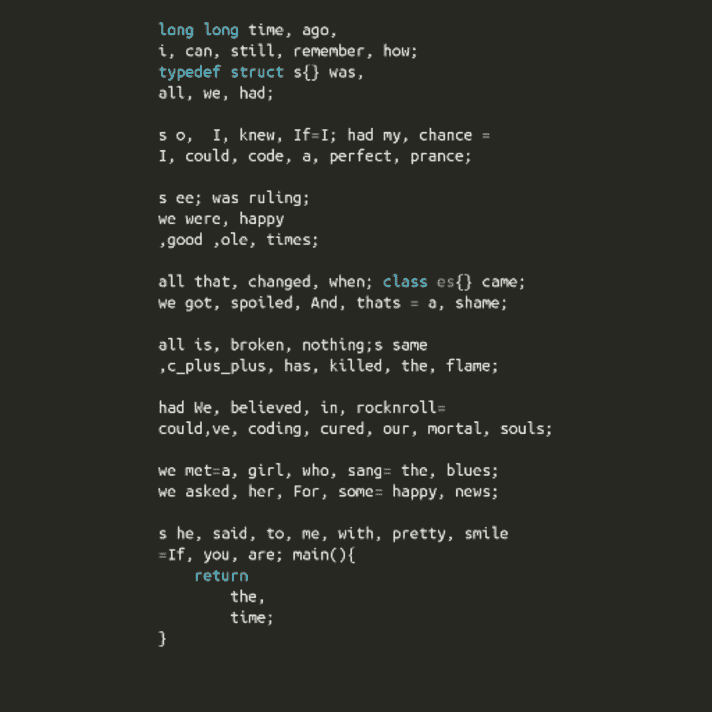 long long time, ago,
i, can, still, remember, how;
typedef struct s{} was,
all, we, had;
s o,  I, knew, If=I; had my, chance =
I, could, code, a, perfect, prance;
s ee; was ruling;
we were, happy
,good ,ole, times;
all that, changed, when; class es{} came;
we got, spoiled, And, thats = a, shame;
all is, broken, nothing;s same
,c_plus_plus, has, killed, the, flame;
had We, believed, in, rocknroll=
could,ve, coding, cured, our, mortal, souls;
we met=a, girl, who, sang= the, blues;
we asked, her, For, some= happy, news;
s he, said, to, me, with, pretty, smile
=If, you, are; main(){
    return
        the,
        time;
}